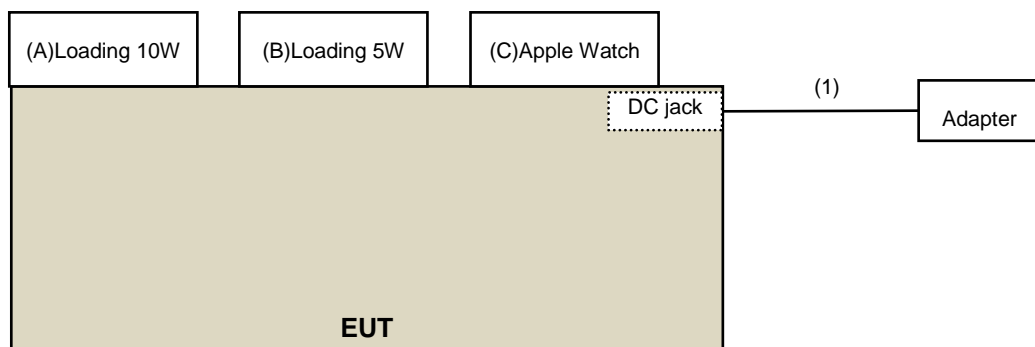 (A)Loading 10W
(B)Loading 5W
(C)Apple Watch
(1)
DC jack
Adapter
EUT